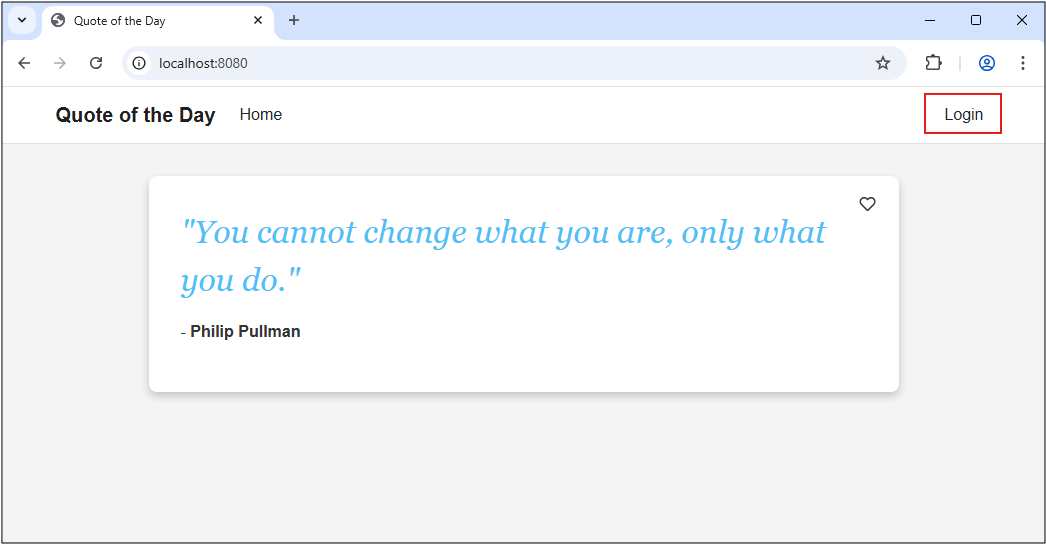 Quote of the Day
localhost:8080
Quote of the Day Home Login
"You cannot change what you are, only what
you do."
- Philip Pullman